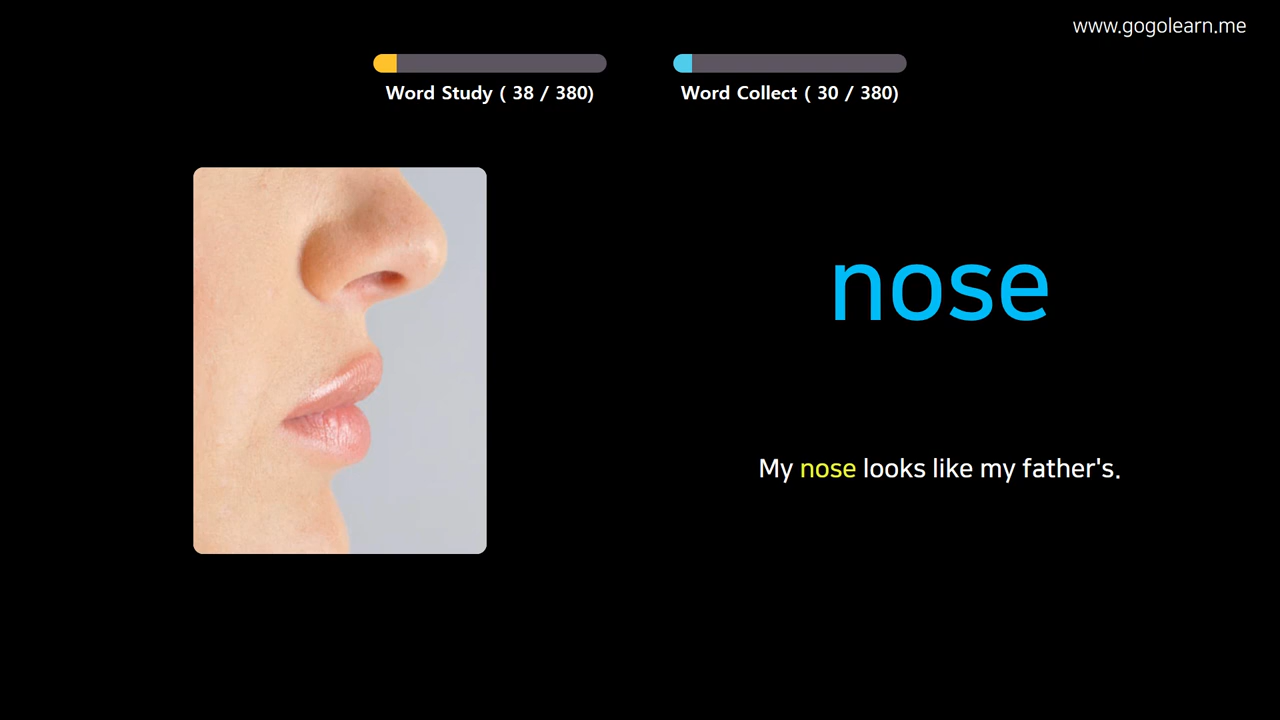 www.gogolearn.me
Word Study ( 38 / 380)
Word Collect ( 30 / 380)
nose
My nose looks like my father's.